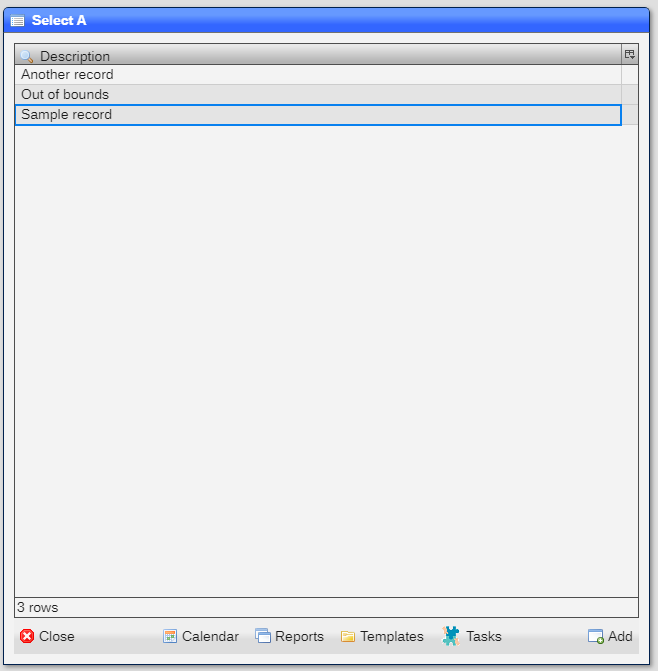 Select A
Description
Another record
Out of bounds
Sample record
3 rows
Close Calendar Reports Templates Tasks Add